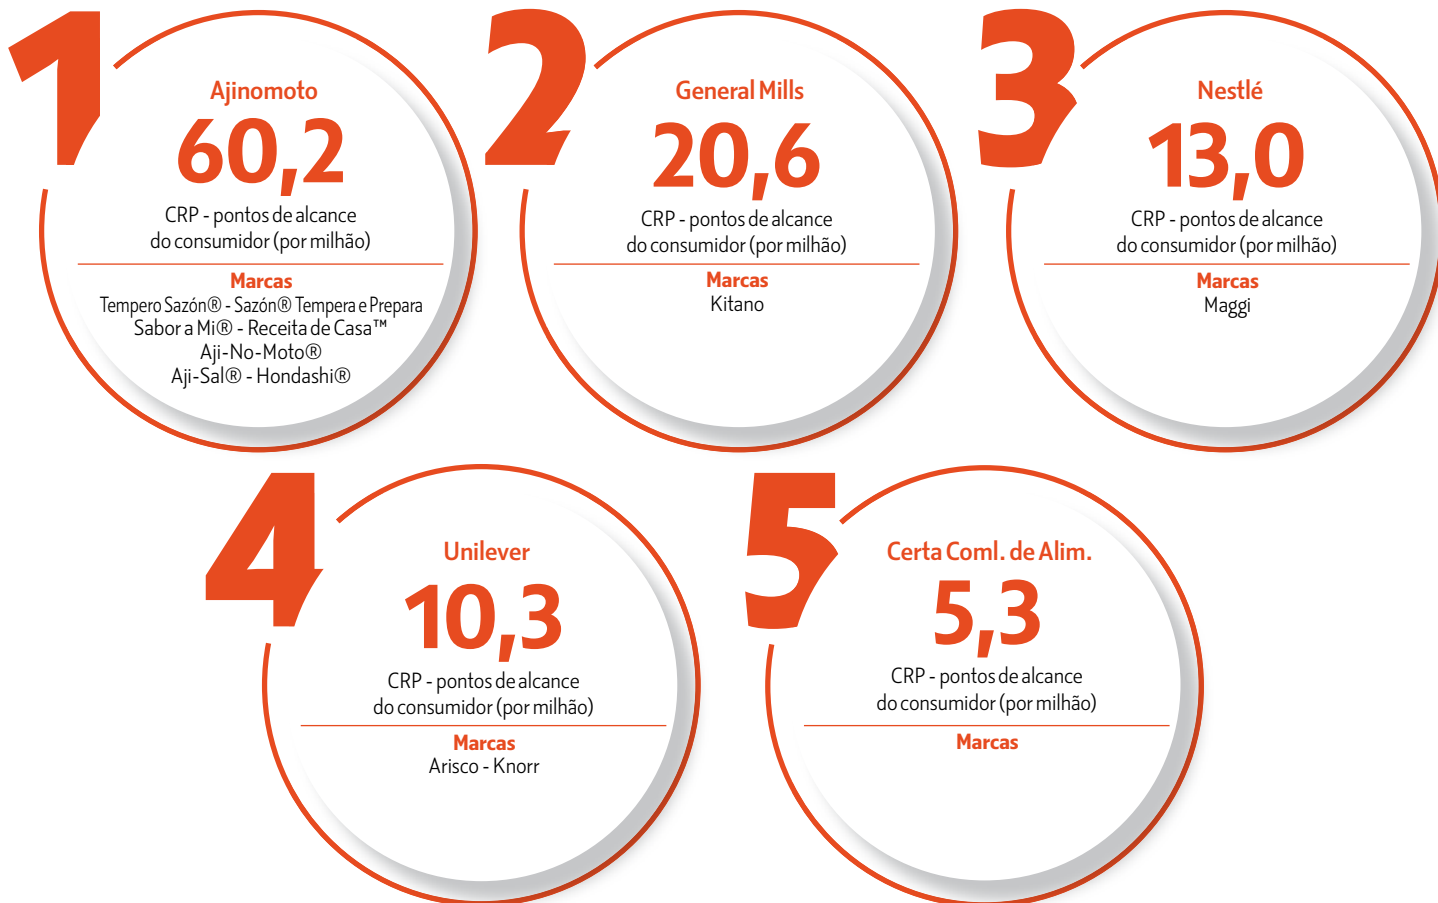 1
Ajinomoto
60,2
CRP - pontos de alcance
do consumidor (por milhão)
Marcas
Tempero Sazón® - Sazón® Tempera e Prepara
Sabor a Mi® - Receita de Casa™
Aji-No-Moto®
Aji-Sal® - Hondashi®
2
General Mills
20,6
CRP - pontos de alcance
do consumidor (por milhão)
Marcas
Kitano
3
Nestlé
13,0
CRP - pontos de alcance
do consumidor (por milhão)
Marcas
Maggi
4
Unilever
10,3
CRP - pontos de alcance
do consumidor (por milhão)
Marcas
Arisco - Knorr
5
Certa Coml. de Alim.
5,3
CRP - pontos de alcance
do consumidor (por milhão)
Marcas